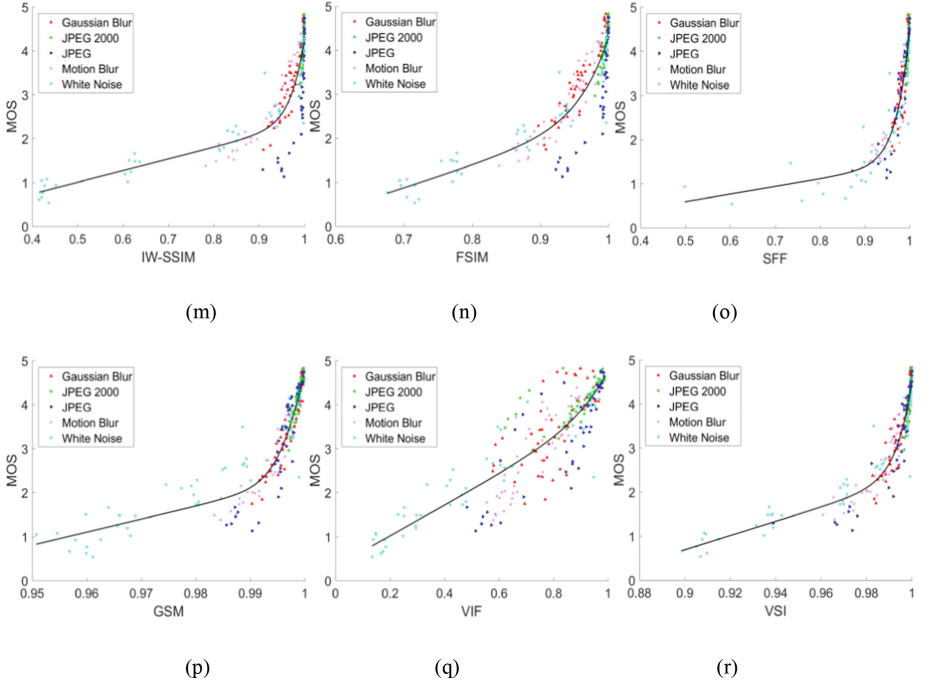 5
4
3
2
1
0
MOS
Gaussian Blur
JPEG 2000
JPEG
Motion Blur
White Noise
0.4 0.5 0.6 0.7 0.8 0.9 1
IW-SSIM
5
4
3
2
1
0
MOS
Gaussian Blur
JPEG 2000
JPEG
Motion Blur
White Noise
0.6 0.7 0.8 0.9 1
FSIM
5
4
3
2
1
0
MOS
Gaussian Blur
JPEG 2000
JPEG
Motion Blur
White Noise
0.4 0.5 0.6 0.7 0.8 0.9 1
SFF
(m) (n) (o)
5
4
3
2
1
0
MOS
Gaussian Blur
JPEG 2000
JPEG
Motion Blur
White Noise
0.95 0.96 0.97 0.98 0.99 1
GSM
5
4
3
2
1
0
MOS
Gaussian Blur
JPEG 2000
JPEG
Motion Blur
White Noise
0 0.2 0.4 0.6 0.8 1
VIF
5
4
3
2
1
0
MOS
Gaussian Blur
JPEG 2000
JPEG
Motion Blur
White Noise
0.88 0.9 0.92 0.94 0.96 0.98 1
VSI
(p) (q) (r)